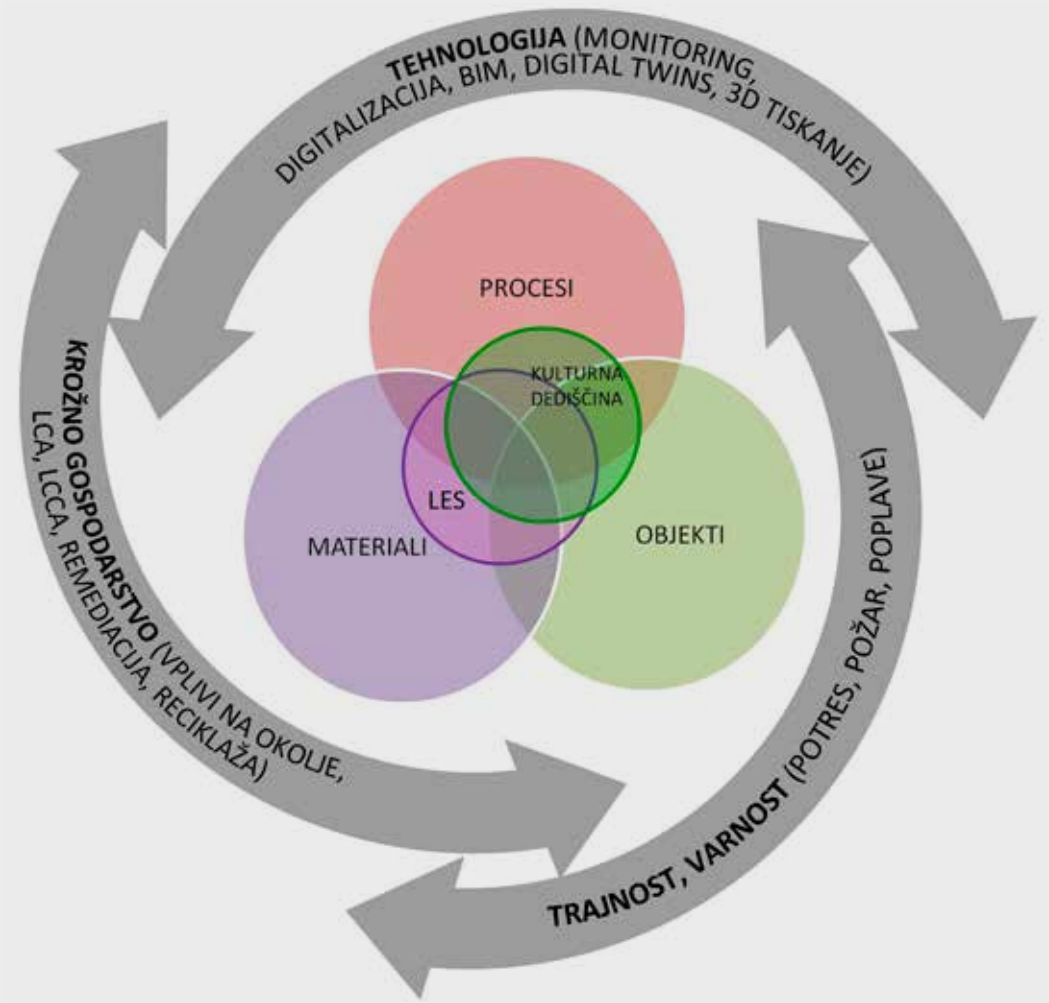 TEHNOLOGIJA (MONITORING,
DIGITALIZACIJA, BIM, DIGITAL TWINS, 3D TISKANJE)
PROCESI
KULTURNA
DEDIŠČINA
LES
MATERIALI
OBJEKTI
KROŽNO GOSPODARSTVO (VPLIVI NA OKOLJE,
LCA, LCCA, REMEDIACIJA, RECIKLAŽA)
TRAJNOST, VARNOST (POTRES, POŽAR, POPLAVE)